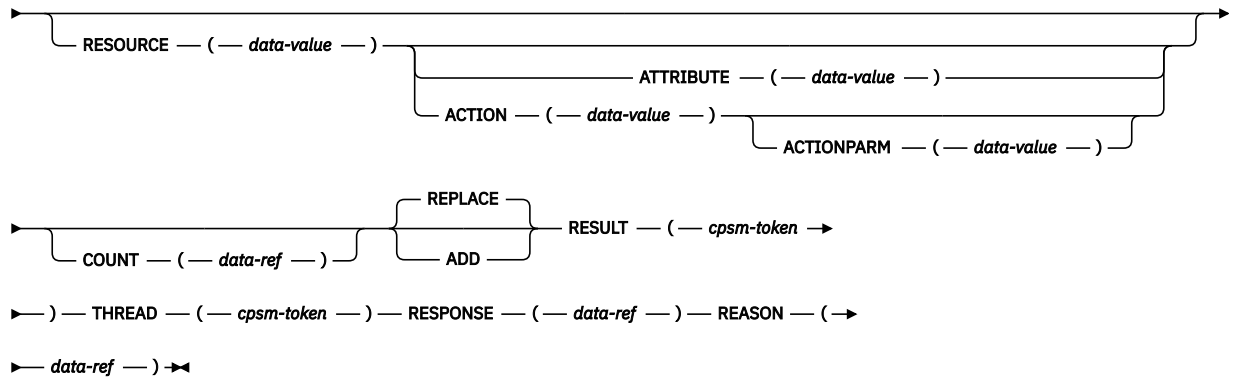 RESOURCE ( data-value )
ATTRIBUTE ( data-value )
ACTION ( data-value )
ACTIONPARM ( data-value )
REPLACE
COUNT ( data-ref ) ADD RESULT ( cpsm-token
) THREAD ( cpsm-token ) RESPONSE ( data-ref ) REASON (
data-ref )